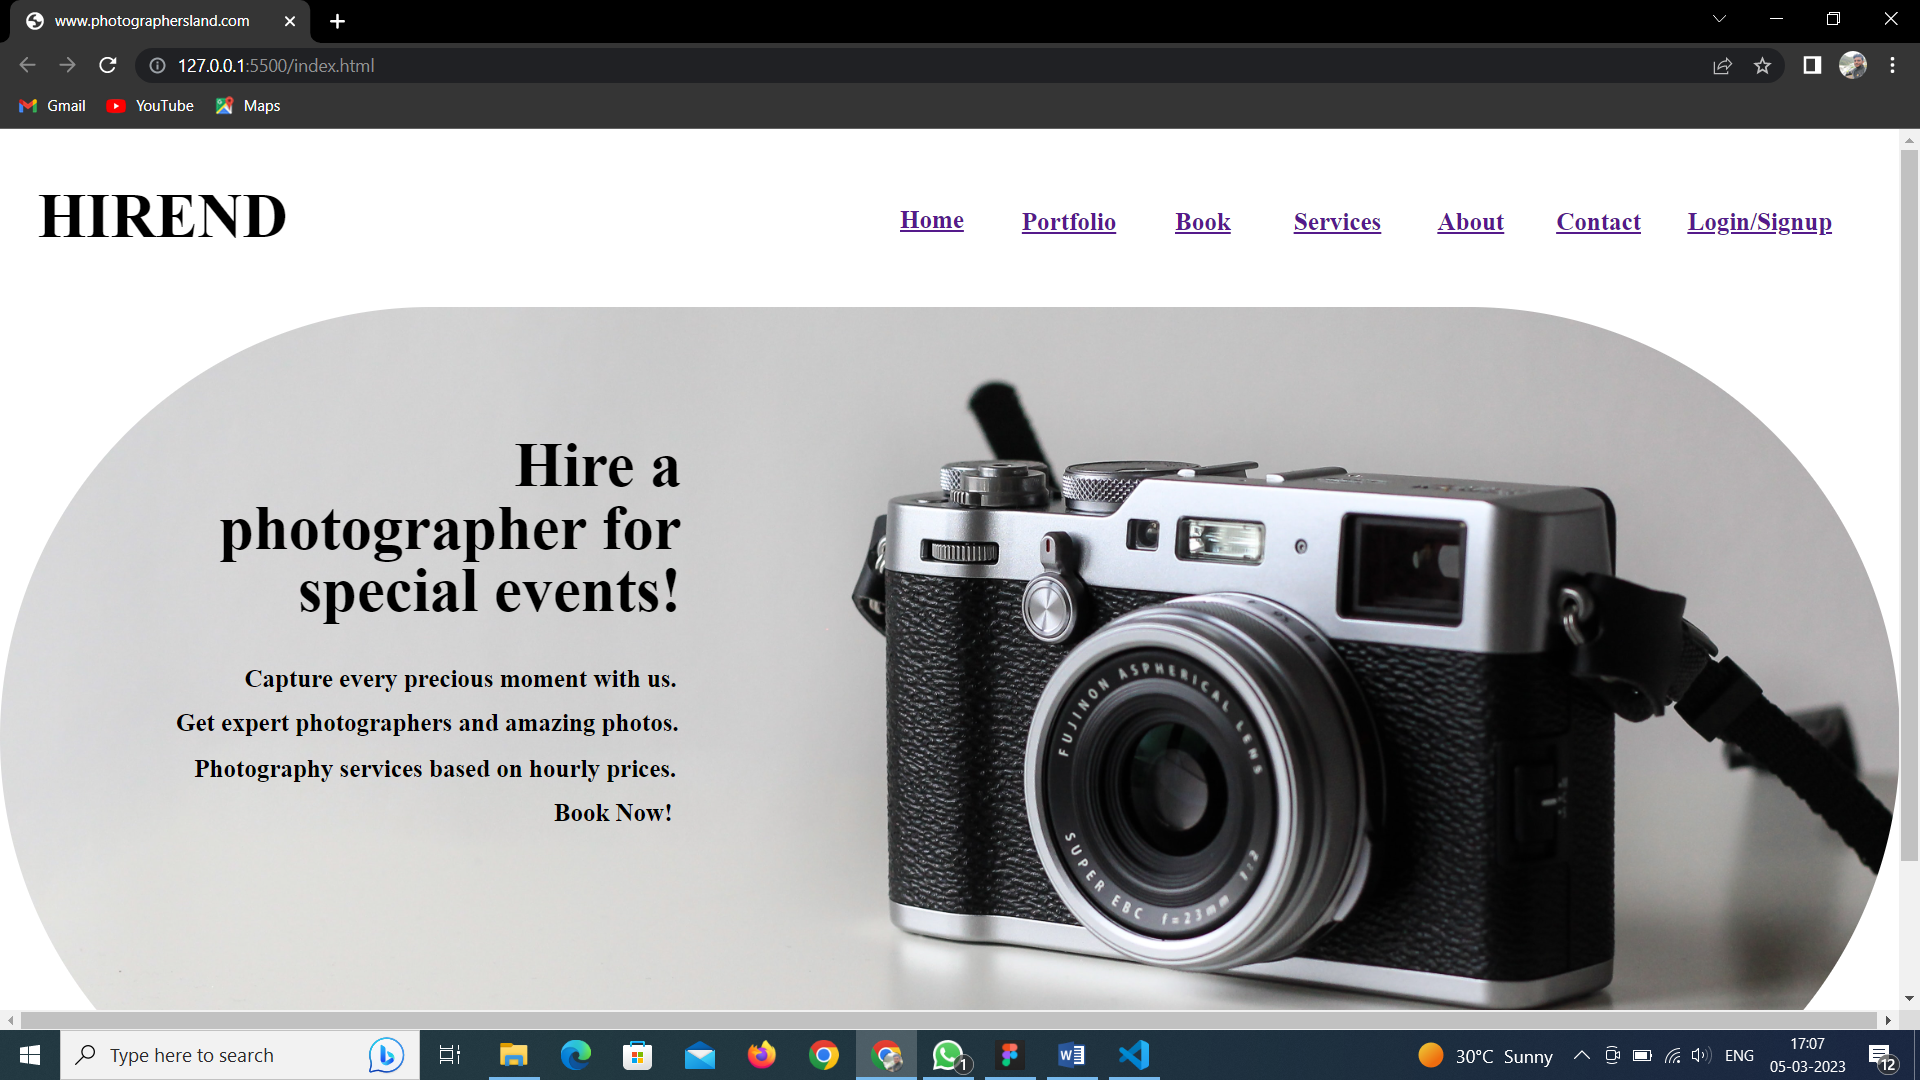 www.photographersland.com
127.0.0.1:5500/index.html
Gmail YouTube Maps
HIREND
Home Portfolio Book Services About Contact Login/Signup
Hire a
photographer for
special events!
Capture every precious moment with us.
Get expert photographers and amazing photos.
Photography services based on hourly prices.
Book Now!
FUJINON ASPHERICAL LENS
SUPER EBC f=23mm 1:2
Type here to search
1
30°C Sunny
ENG
17:07
05-03-2023
12